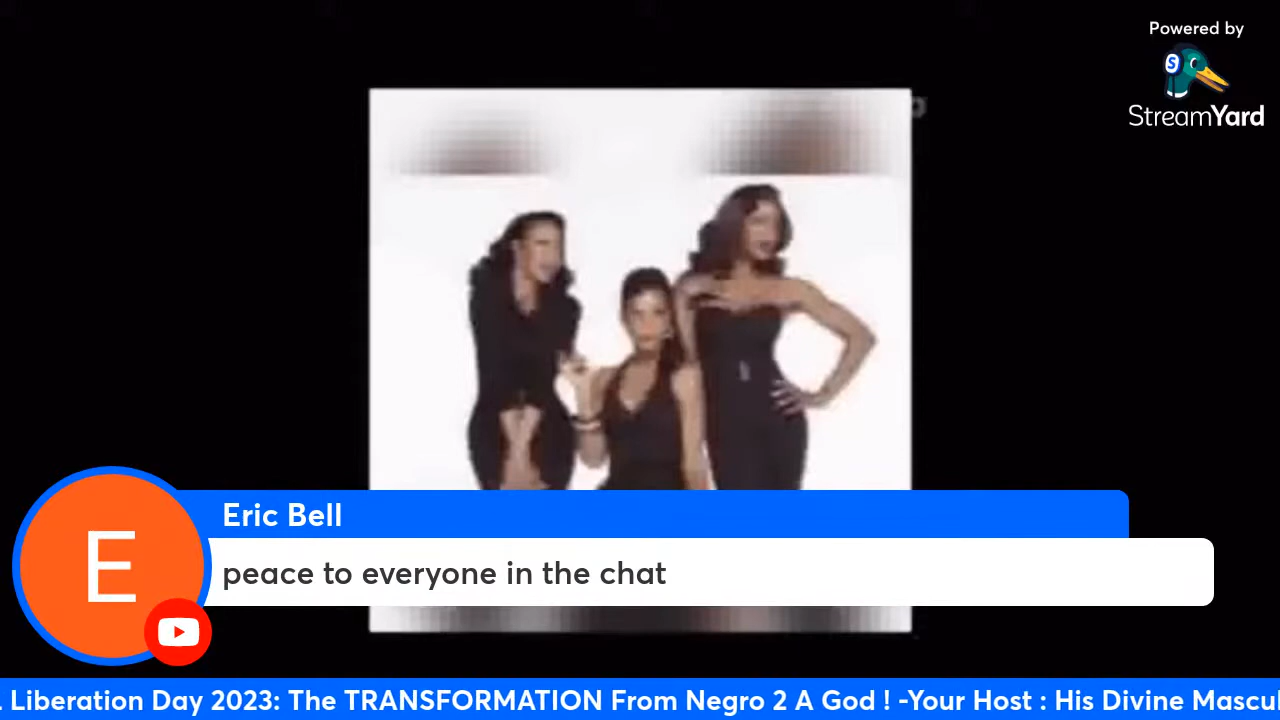 Powered by
S
StreamYard
E
Eric Bell
peace to everyone in the chat
. Liberation Day 2023: The TRANSFORMATION From Negro 2 A God ! -Your Host : His Divine Mascu